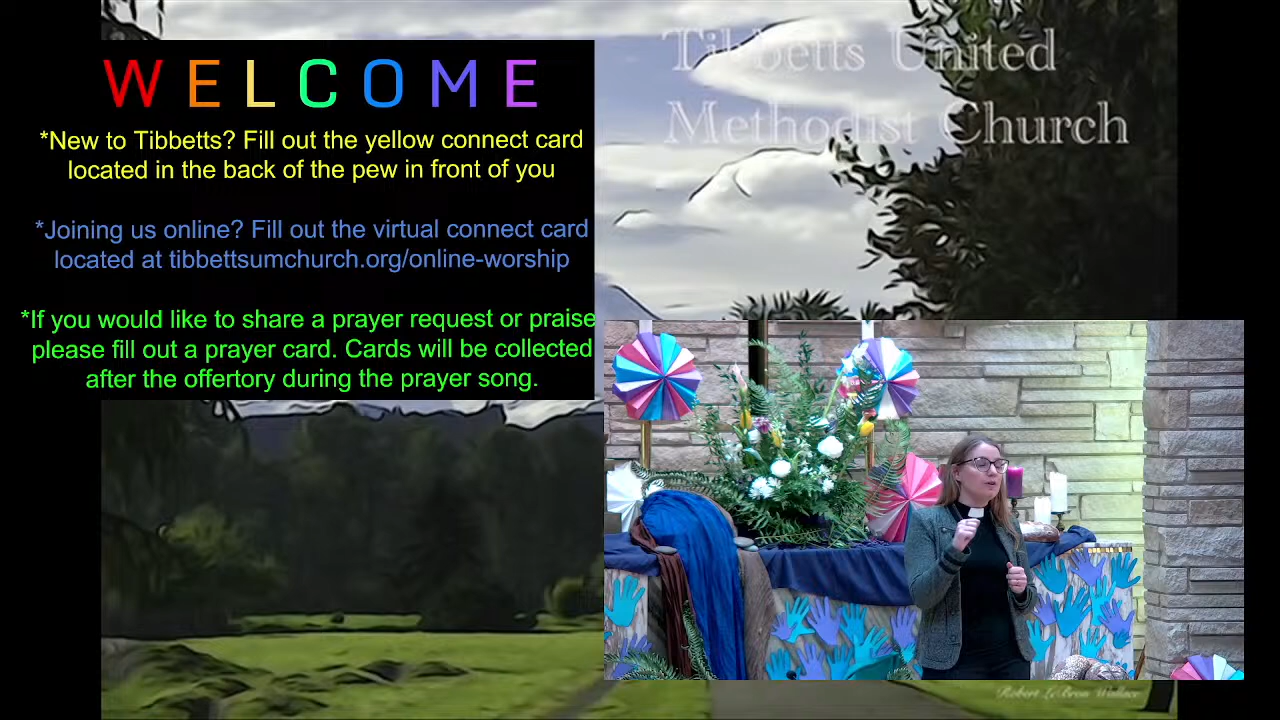 Tibbetts United
Methodist Church
WELCOME
*New to Tibbetts? Fill out the yellow connect card
located in the back of the pew in front of you
*Joining us online? Fill out the virtual connect card
located at tibbettsumchurch.org/online-worship
*If you would like to share a prayer request or praise
please fill out a prayer card. Cards will be collected
after the offertory during the prayer song.
Robert LeBron Wallace